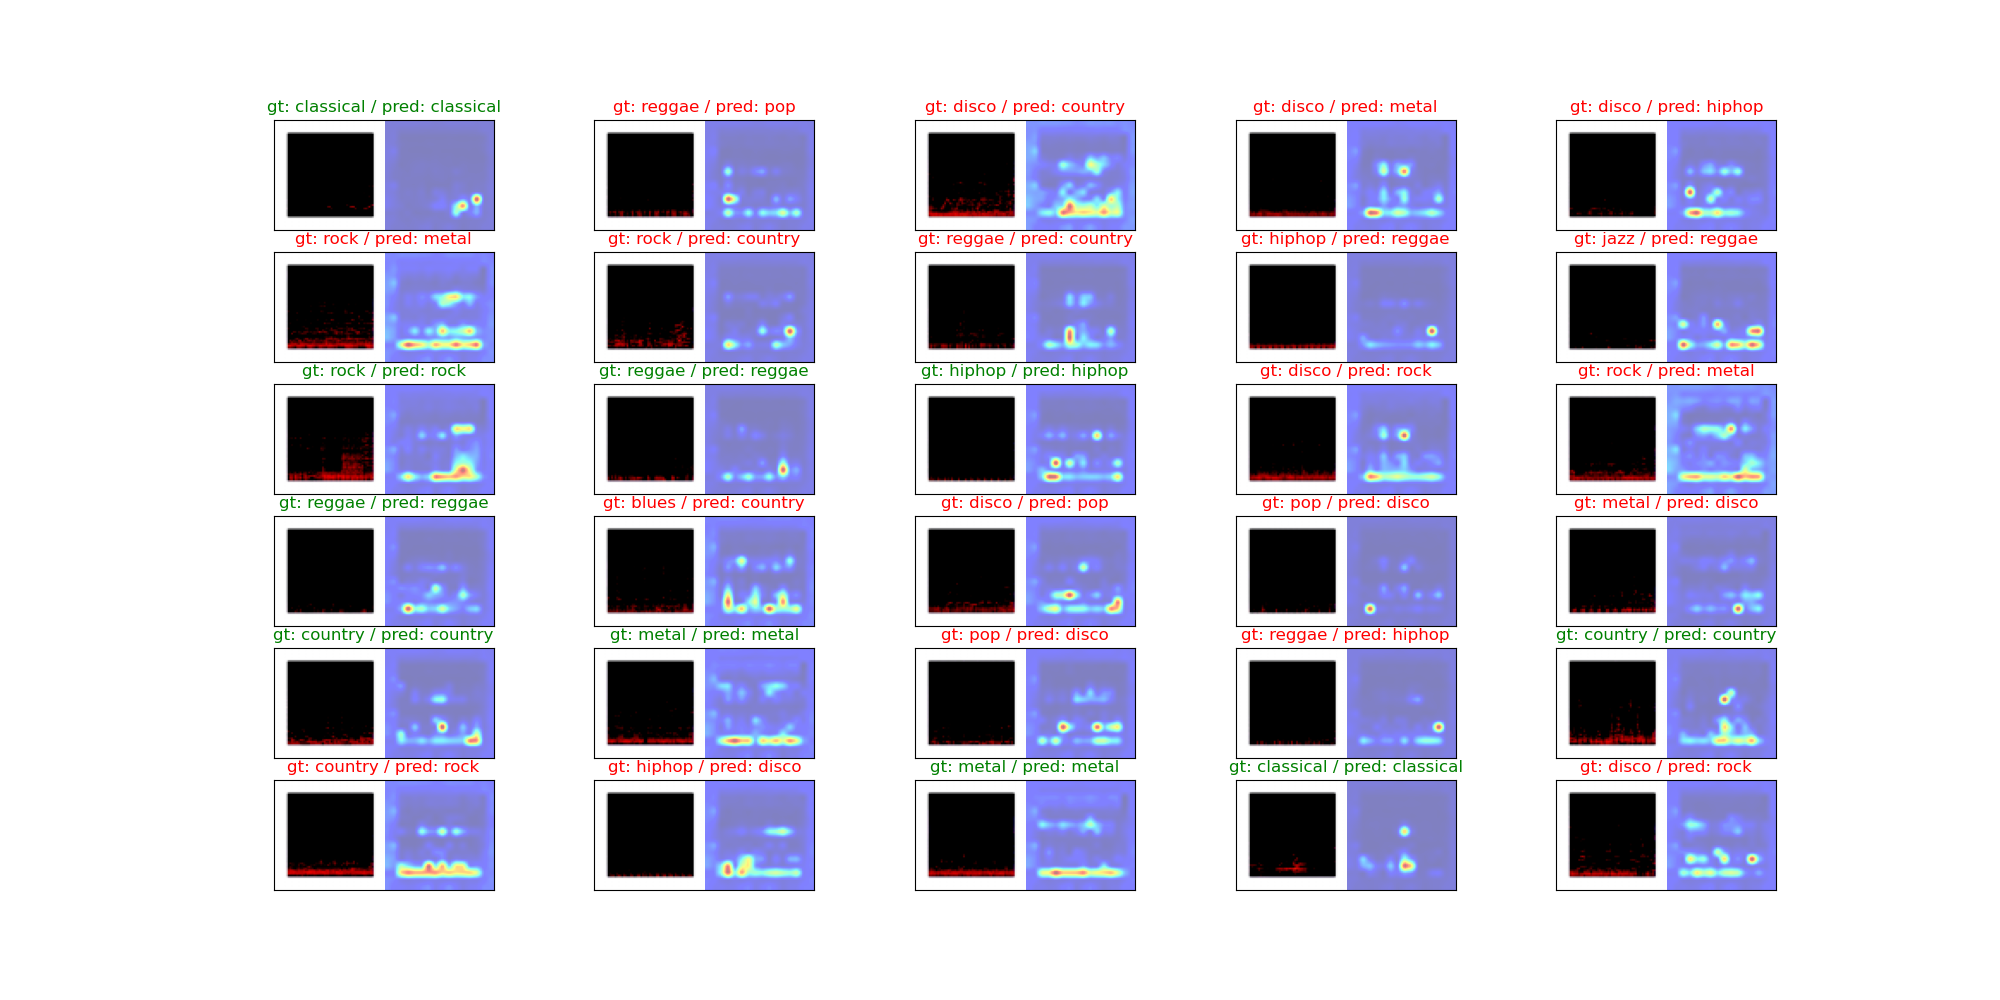 gt: classical / pred: classical
gt: reggae / pred: pop
gt: disco / pred: country
gt: disco / pred: metal
gt: disco / pred: hiphop
gt: rock / pred: metal
gt: rock / pred: country
gt: reggae / pred: country
gt: hiphop / pred: reggae
gt: jazz / pred: reggae
gt: rock / pred: rock
gt: reggae / pred: reggae
gt: hiphop / pred: hiphop
gt: disco / pred: rock
gt: rock / pred: metal
gt: reggae / pred: reggae
gt: blues / pred: country
gt: disco / pred: pop
gt: pop / pred: disco
gt: metal / pred: disco
gt: country / pred: country
gt: metal / pred: metal
gt: pop / pred: disco
gt: reggae / pred: hiphop
gt: country / pred: country
gt: country / pred: rock
gt: hiphop / pred: disco
gt: metal / pred: metal
gt: classical / pred: classical
gt: disco / pred: rock